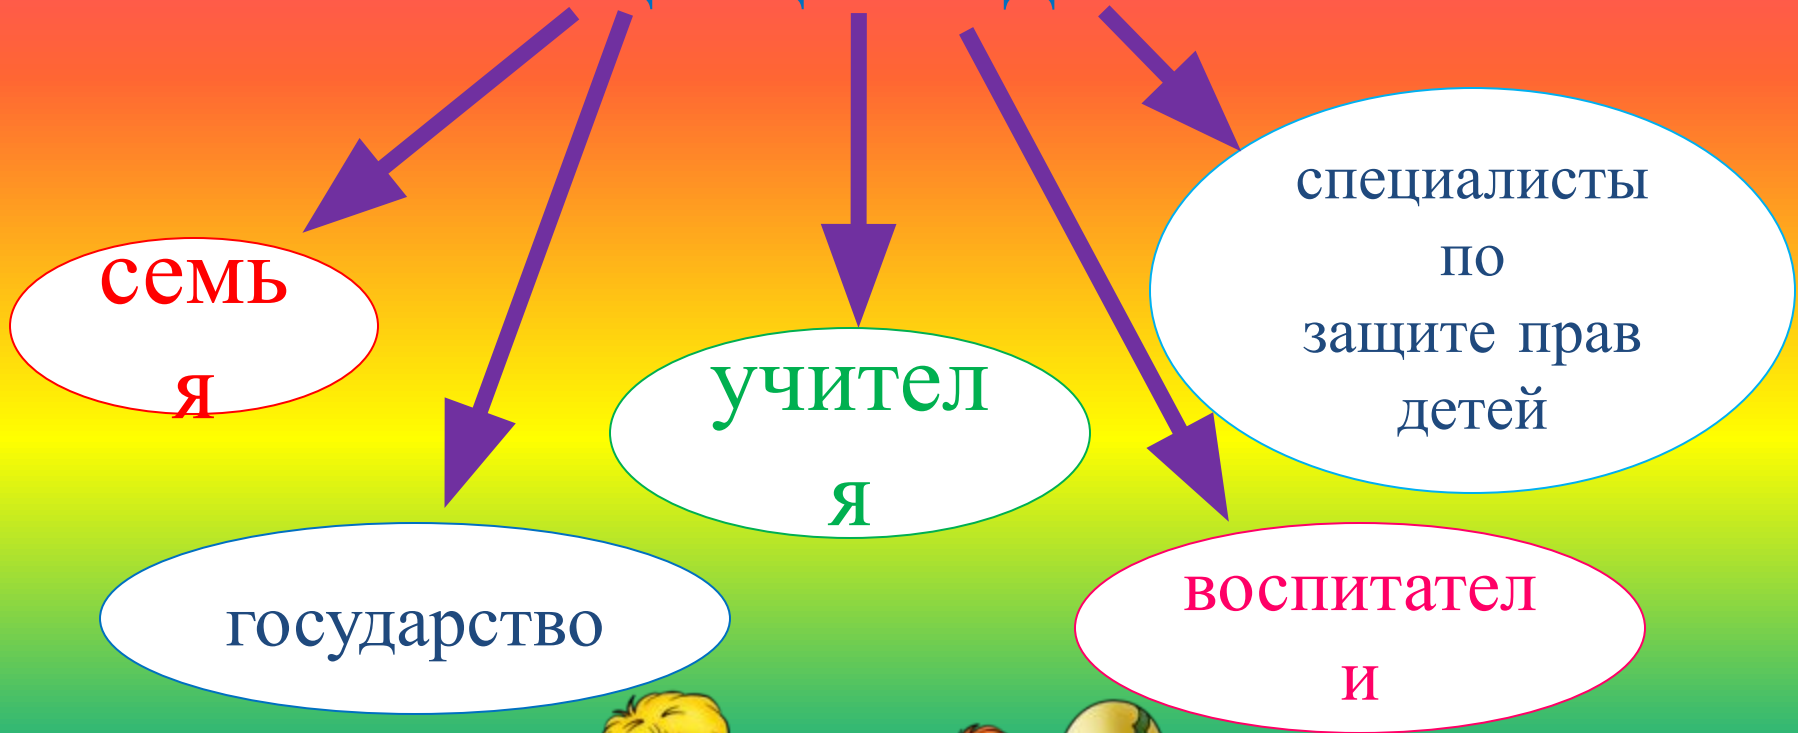 специалисты
по
защите прав
детей
семь
я
учител
я
государство
воспитател
и